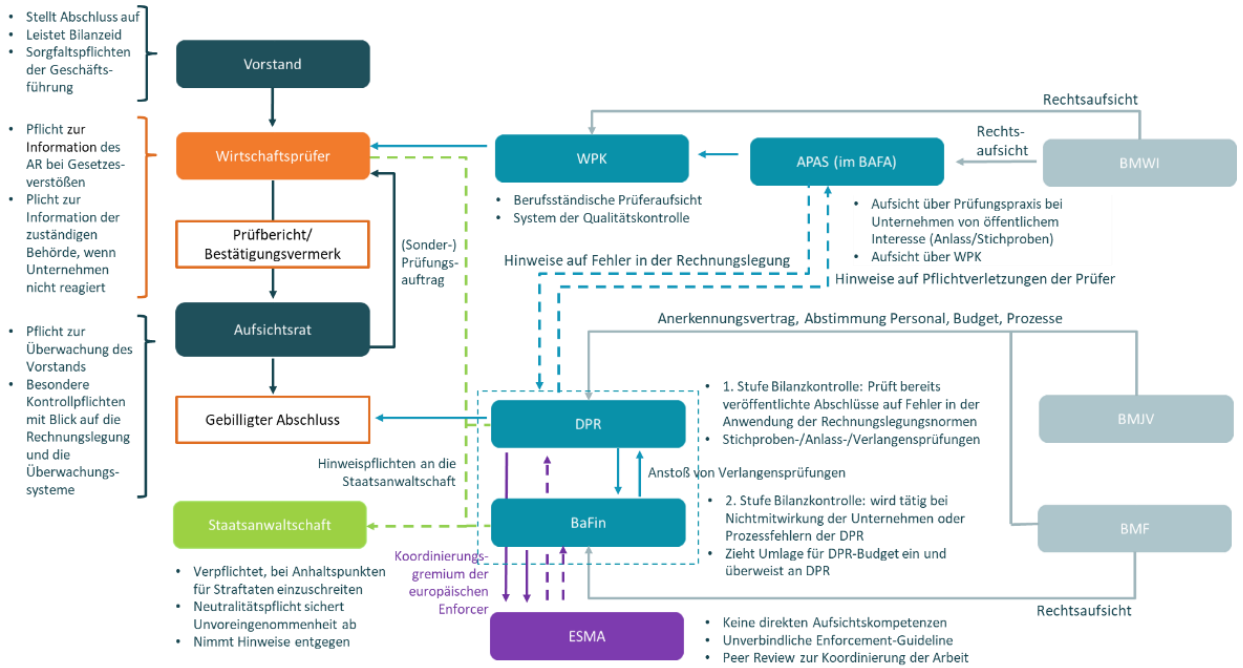 Stellt Abschluss auf
Leistet Bilanzeid
Sorgfaltspflichten
der Geschäfts-
führung
Vorstand
Pflicht zur
Information des
AR bei Gesetzes-
verstößen
Plicht zur
Information der
zuständigen
Behörde, wenn
Unternehmen
nicht reagiert
Wirtschaftsprüfer
Prüfbericht/
Bestätigungsvermerk
(Sonder-)
Prüfungs-
auftrag
Pflicht zur
Überwachung des
Vorstands
Besondere
Kontrollpflichten
mit Blick auf die
Rechnungslegung
und die
Überwachungs-
systeme
Aufsichtsrat
Gebilligter Abschluss
Hinweispflichten an die
Staatsanwaltschaft
Staatsanwaltschaft
Verpflichtet, bei Anhaltspunkten
für Straftaten einzuschreiten
Neutralitätspflicht sichert
Unvoreingenommenheit ab
Nimmt Hinweise entgegen
Rechtsaufsicht
WPK
Berufsständische Prüferaufsicht
System der Qualitätskontrolle
APAS (im BAFA)
Rechts-
aufsicht
BMWI
Aufsicht über Prüfungspraxis bei
Unternehmen von öffentlichem
Interesse (Anlass/Stichproben)
Aufsicht über WPK
Hinweise auf Fehler in der Rechnungslegung
Hinweise auf Pflichtverletzungen der Prüfer
Anerkennungsvertrag, Abstimmung Personal, Budget, Prozesse
DPR
1. Stufe Bilanzkontrolle: Prüft bereits
veröffentlichte Abschlüsse auf Fehler in der
Anwendung der Rechnungslegungsnormen
Stichproben-/Anlass-/Verlangensprüfungen
BMJV
Anstoß von Verlangensprüfungen
BaFin
2. Stufe Bilanzkontrolle: wird tätig bei
Nichtmitwirkung der Unternehmen oder
Prozessfehlern der DPR
Zieht Umlage für DPR-Budget ein und
überweist an DPR
BMF
Koordinierungs-
gremium der
europäischen
Enforcer
Rechtsaufsicht
ESMA
Keine direkten Aufsichtskompetenzen
Unverbindliche Enforcement-Guideline
Peer Review zur Koordinierung der Arbeit